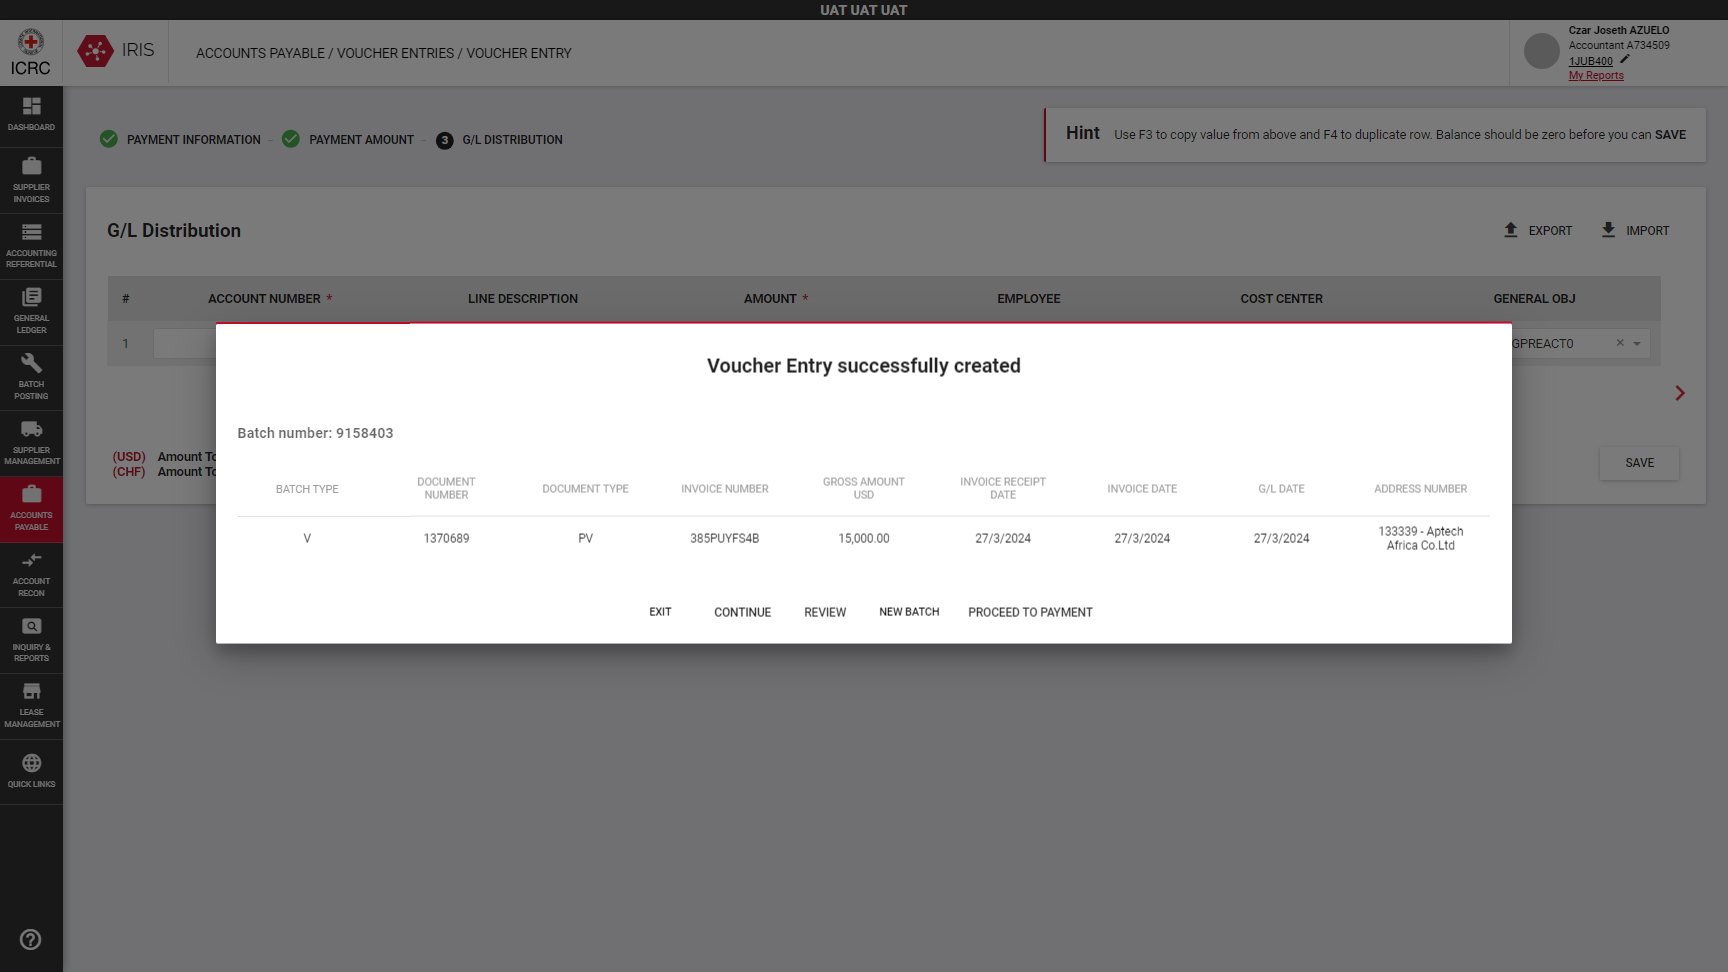 UAT UAT UAT
ICRC
IRIS
ACCOUNTS PAYABLE / VOUCHER ENTRIES / VOUCHER ENTRY
Czar Joseth AZUELO
Accountant A734509
1JUB400
My Reports
DASHBOARD
SUPPLIER
INVOICES
ACCOUNTING
REFERENTIAL
GENERAL
LEDGER
BATCH
POSTING
SUPPLIER
MANAGEMENT
ACCOUNTS
PAYABLE
ACCOUNT
RECON
INQUIRY &
REPORTS
LEASE
MANAGEMENT
QUICK LINKS
PAYMENT INFORMATION
PAYMENT AMOUNT
3 G/L DISTRIBUTION
Hint Use F3 to copy value from above and F4 to duplicate row. Balance should be zero before you can SAVE
G/L Distribution
EXPORT
IMPORT
# ACCOUNT NUMBER * LINE DESCRIPTION AMOUNT * EMPLOYEE COST CENTER GENERAL OBJ
1 GPREACT0
(USD) Amount To
(CHF) Amount To
SAVE
Voucher Entry successfully created
Batch number: 9158403
BATCH TYPE DOCUMENT NUMBER DOCUMENT TYPE INVOICE NUMBER GROSS AMOUNT USD INVOICE RECEIPT DATE INVOICE DATE G/L DATE ADDRESS NUMBER
V 1370689 PV 385PUYFS4B 15,000.00 27/3/2024 27/3/2024 27/3/2024 133339 - Aptech Africa Co.Ltd
EXIT CONTINUE REVIEW NEW BATCH PROCEED TO PAYMENT